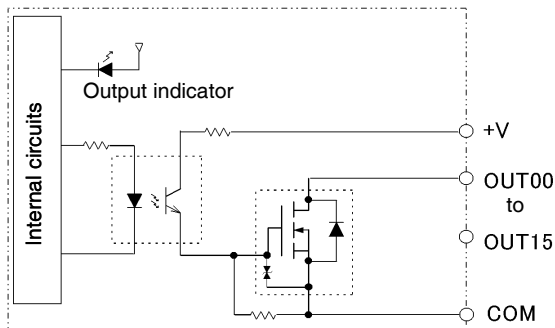 Output indicator
Internal circuits
+V
OUT00
to
OUT15
COM